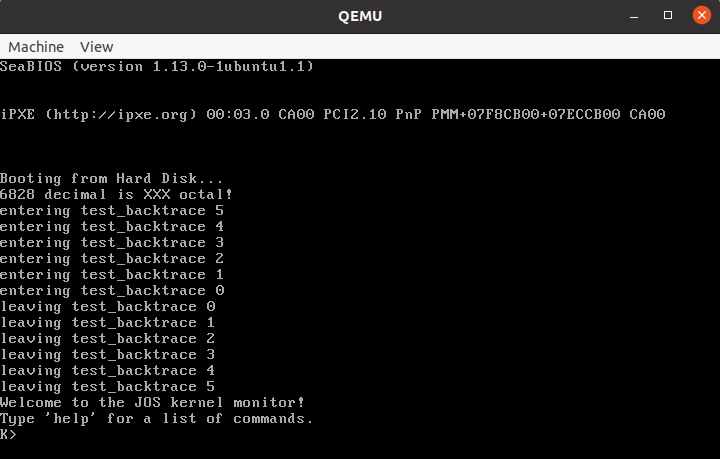 QEMU
Machine View
SeaBIOS (version 1.13.0-1ubuntu1.1)
iPXE (http://ipxe.org) 00:03.0 CA00 PCI2.10 PnP PMM+07F8CB00+07ECCB00 CA00
Booting from Hard Disk...
6828 decimal is XXX octal!
entering test_backtrace 5
entering test_backtrace 4
entering test_backtrace 3
entering test_backtrace 2
entering test_backtrace 1
entering test_backtrace 0
leaving test_backtrace 0
leaving test_backtrace 1
leaving test_backtrace 2
leaving test_backtrace 3
leaving test_backtrace 4
leaving test_backtrace 5
Welcome to the JOS kernel monitor!
Type 'help' for a list of commands.
K>